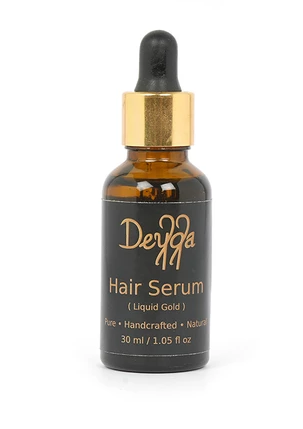 Deyga
Hair Serum
( Liquid Gold )
Pure • Handcrafted • Natural
30 ml / 1.05 fl oz